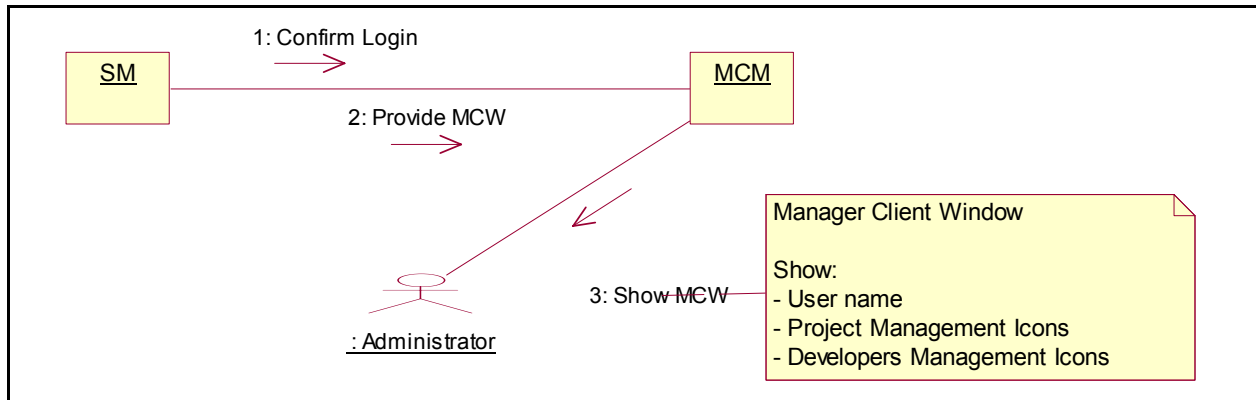 1: Confirm Login
SM
MCM
2: Provide MCW
Manager Client Window
Show:
- User name
- Project Management Icons
- Developers Management Icons
3: Show MCW
: Administrator